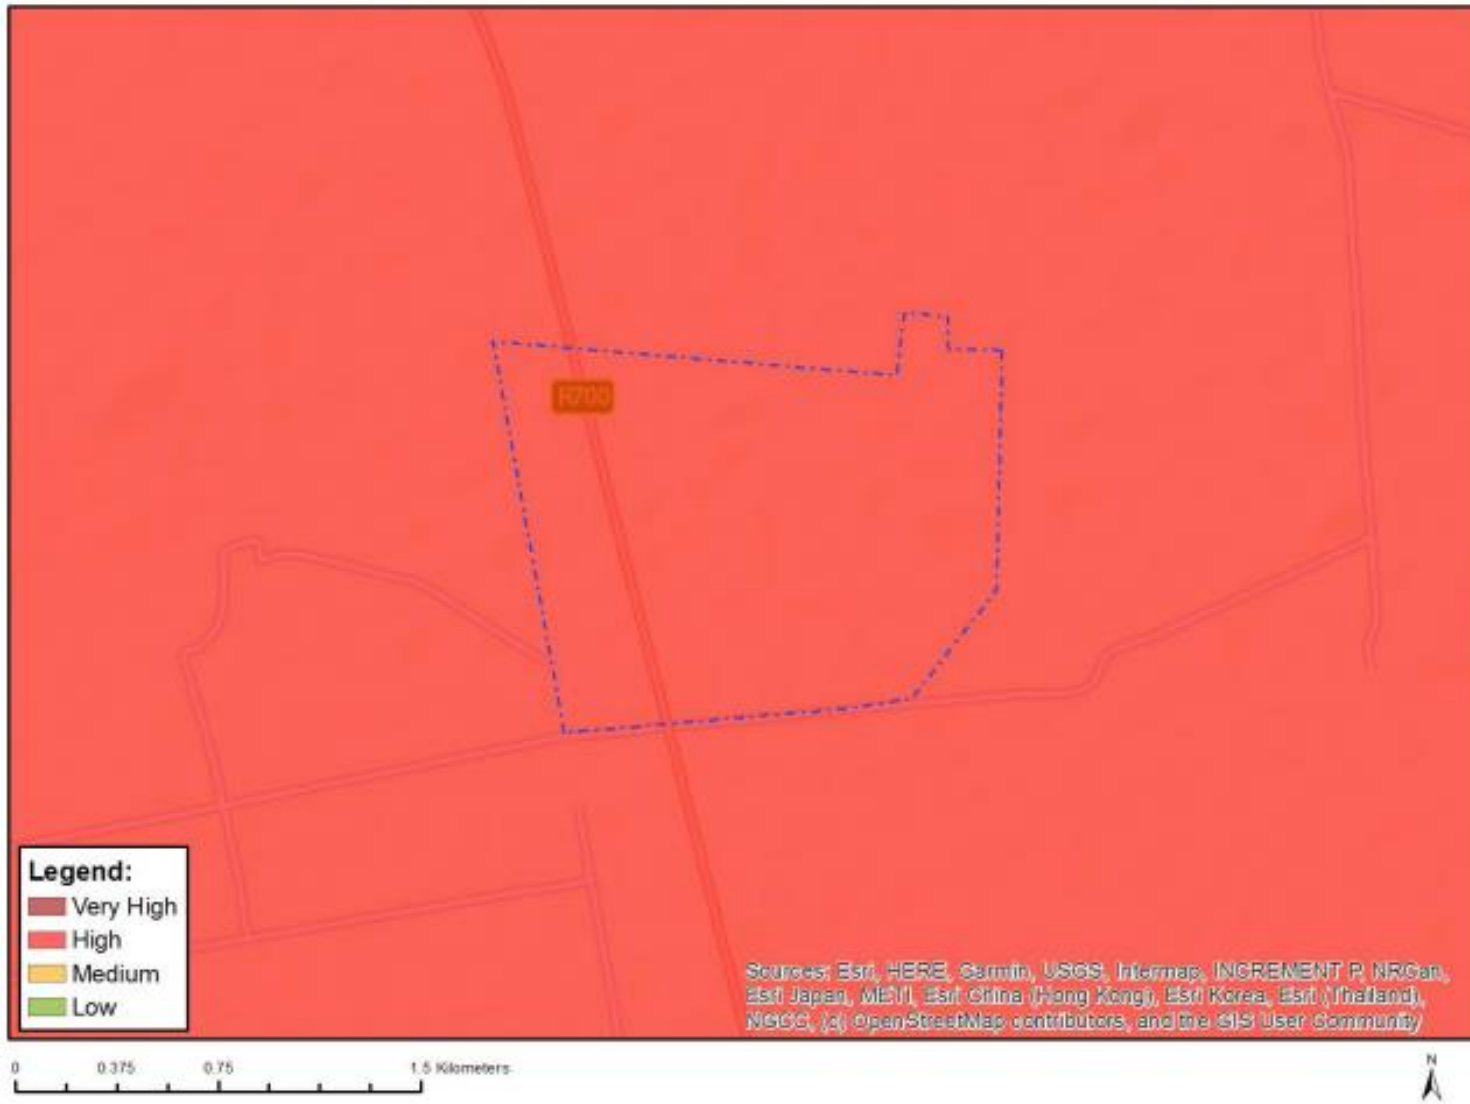 R700
Legend:
Very High
High
Medium
Low
Sources: Esri, HERE, Garmin, USGS, Intermap, INCREMENT P, NRCan,
Esri Japan, METI, Esri China (Hong Kong), Esri Korea, Esri (Thailand),
NGCC, (c) OpenStreetMap contributors, and the GIS User Community
0 0.375 0.75 1.5 Kilometers
N